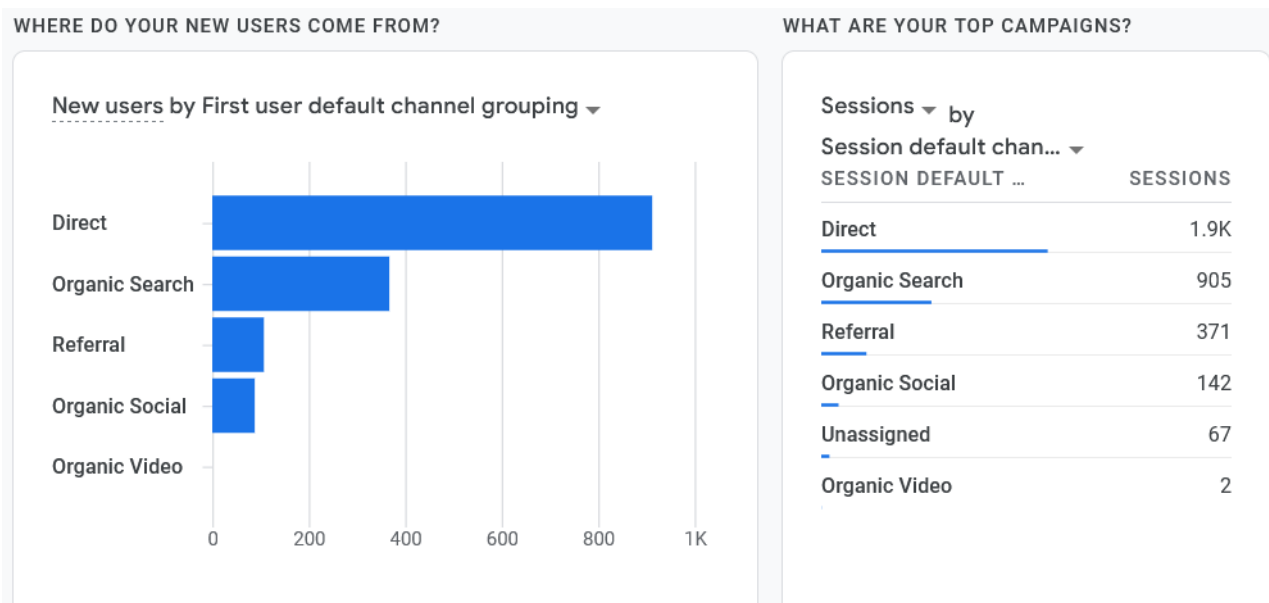 WHERE DO YOUR NEW USERS COME FROM?
New users by First user default channel grouping
Direct
Organic Search
Referral
Organic Social
Organic Video
0 200 400 600 800 1K
WHAT ARE YOUR TOP CAMPAIGNS?
Sessions by
Session default chan...
SESSION DEFAULT ... SESSIONS
Direct 1.9K
Organic Search 905
Referral 371
Organic Social 142
Unassigned 67
Organic Video 2